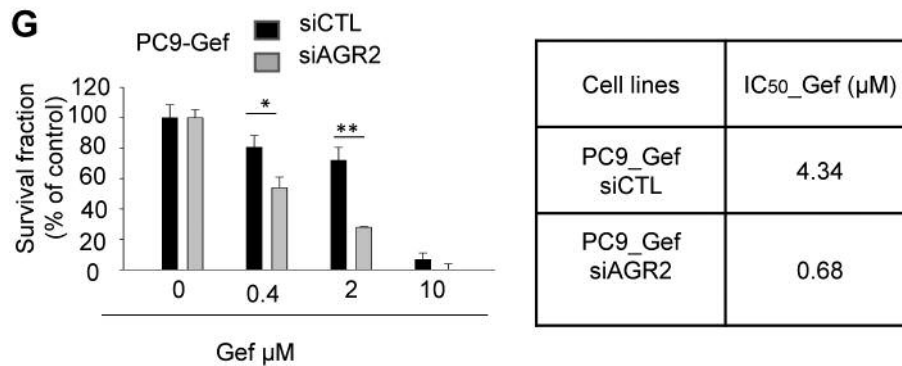 G
PC9-Gef
siCTL
siAGR2
Survival fraction
(% of control)
120
100
80
60
40
20
0
*
**
0 0.4 2 10
Gef µM
Cell lines IC50_Gef (µM)
PC9_Gef
siCTL
4.34
PC9_Gef
siAGR2
0.68